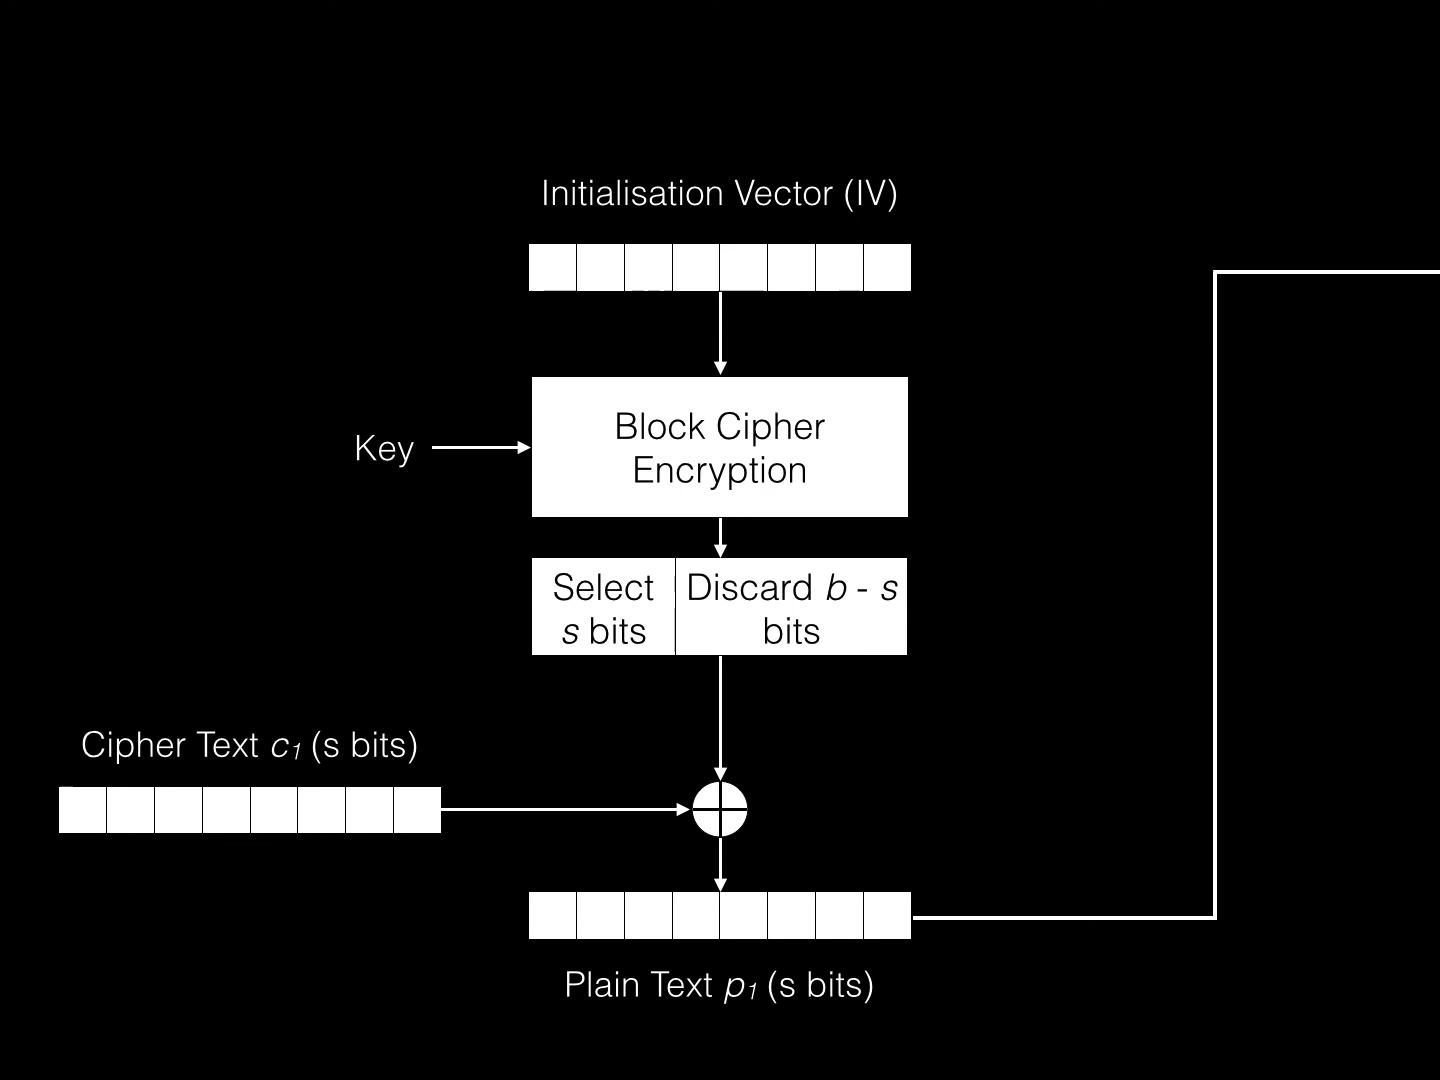 Initialisation Vector (IV)
Key
Block Cipher
Encryption
Select
s bits
Discard b - s
bits
Cipher Text c₁ (s bits)
Plain Text p₁ (s bits)